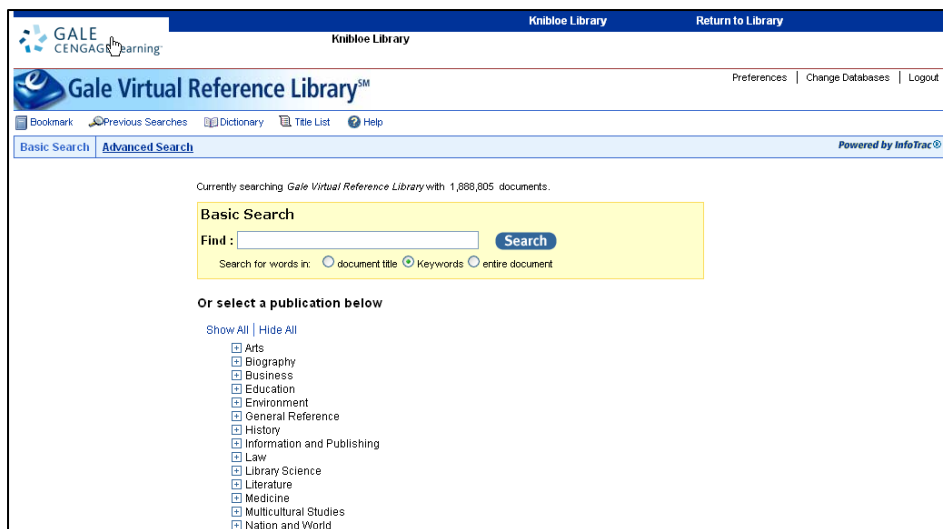 Knibloe Library Return to Library
GALE
CENGAGE Learning
Knibloe Library
Gale Virtual Reference Library℠
Preferences | Change Databases | Logout
Bookmark Previous Searches Dictionary Title List Help
Basic Search | Advanced Search Powered by InfoTrac®
Currently searching Gale Virtual Reference Library with 1,888,805 documents.
Basic Search
Find : Search
Search for words in: document title Keywords entire document
Or select a publication below
Show All | Hide All
Arts
Biography
Business
Education
Environment
General Reference
History
Information and Publishing
Law
Library Science
Literature
Medicine
Multicultural Studies
Nation and World